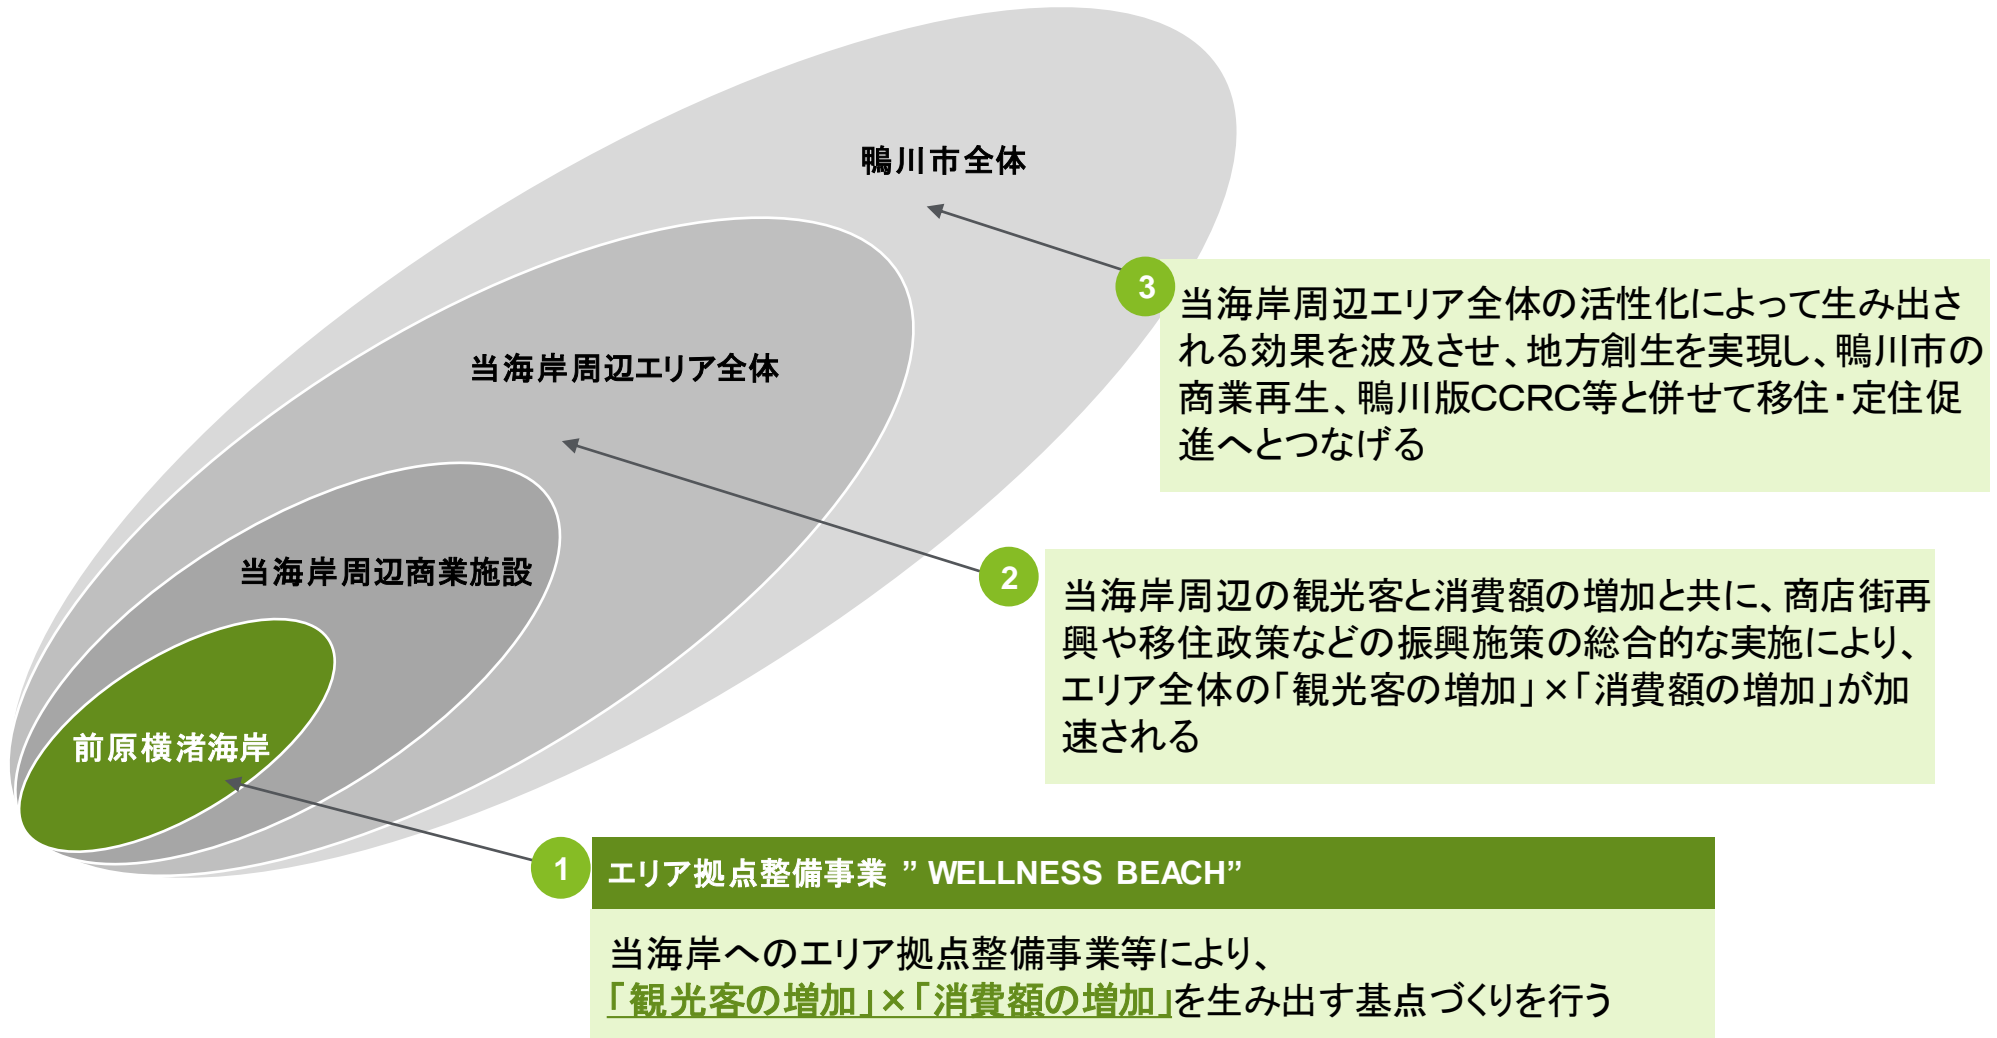 鴨川市全体
当海岸周辺エリア全体
当海岸周辺商業施設
前原横渚海岸
3
当海岸周辺エリア全体の活性化によって生み出さ
れる効果を波及させ、地方創生を実現し、鴨川市の
商業再生、鴨川版CCRC等と併せて移住・定住促
進へとつなげる
2
当海岸周辺の観光客と消費額の増加と共に、商店街再
興や移住政策などの振興施策の総合的な実施により、
エリア全体の「観光客の増加」×「消費額の増加」が加
速される
1
エリア拠点整備事業 ” WELLNESS BEACH”
当海岸へのエリア拠点整備事業等により、
「観光客の増加」×「消費額の増加」を生み出す基点づくりを行う